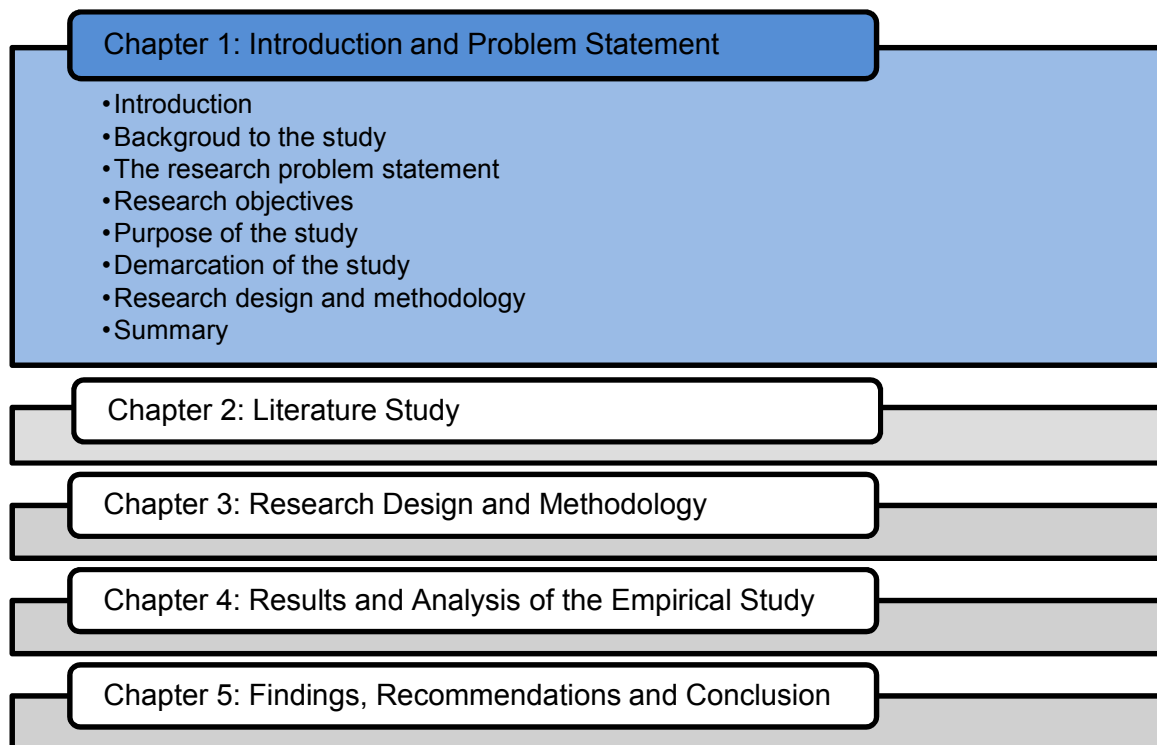 Chapter 1: Introduction and Problem Statement
•Introduction
•Backgroud to the study
•The research problem statement
•Research objectives
•Purpose of the study
•Demarcation of the study
•Research design and methodology
•Summary
Chapter 2: Literature Study
Chapter 3: Research Design and Methodology
Chapter 4: Results and Analysis of the Empirical Study
Chapter 5: Findings, Recommendations and Conclusion